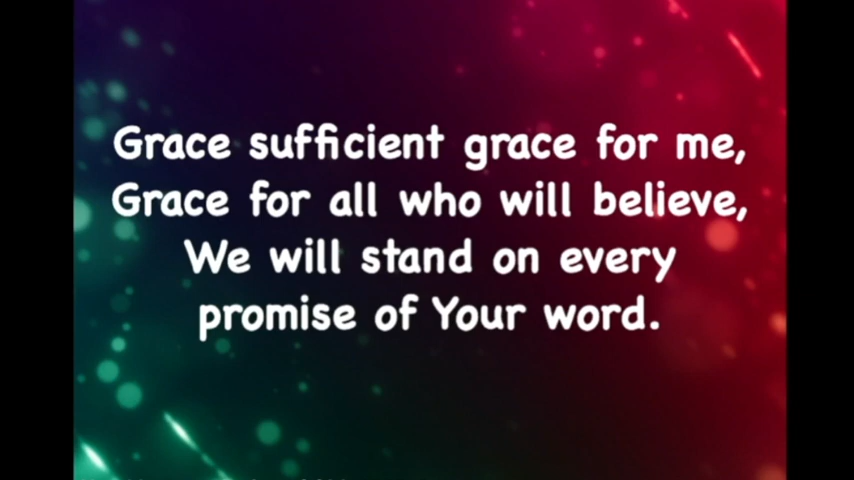 Grace sufficient grace for me,
Grace for all who will believe,
We will stand on every
promise of Your word.